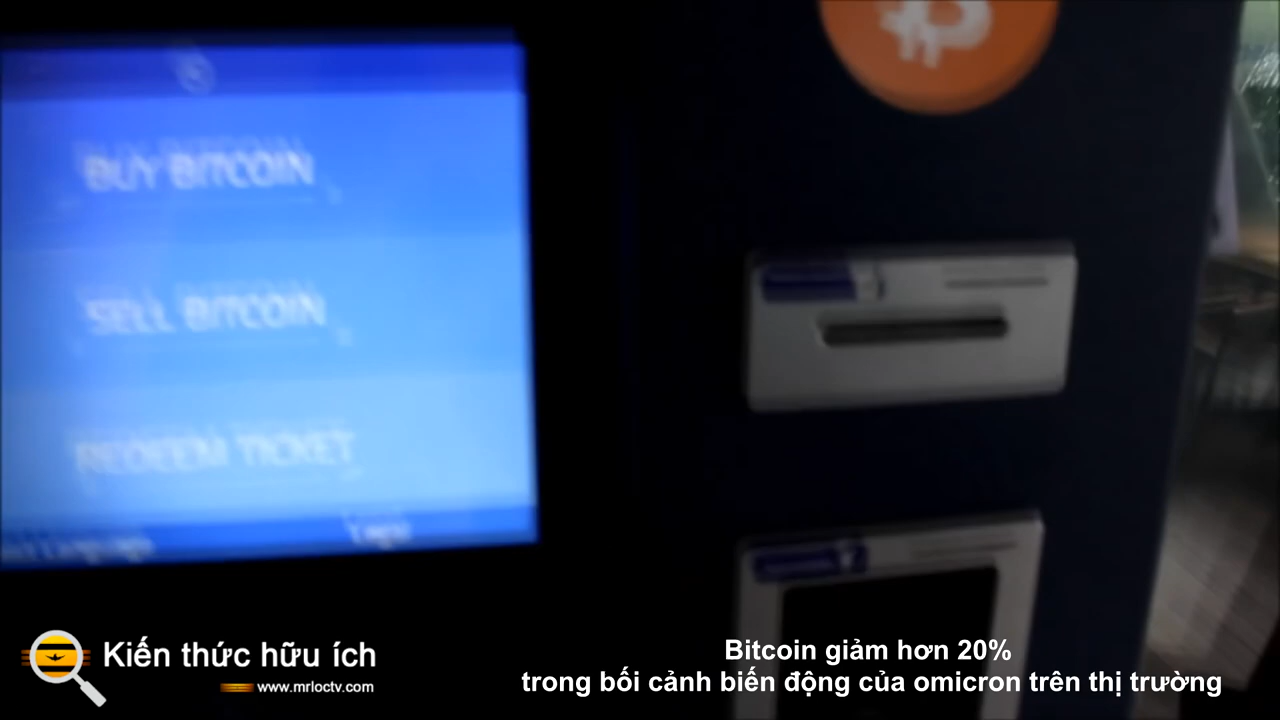 BUY BITCOIN
SELL BITCOIN
REDEEM TICKET
Kiến thức hữu ích
www.mrloctv.com
Bitcoin giảm hơn 20%
trong bối cảnh biến động của omicron trên thị trường